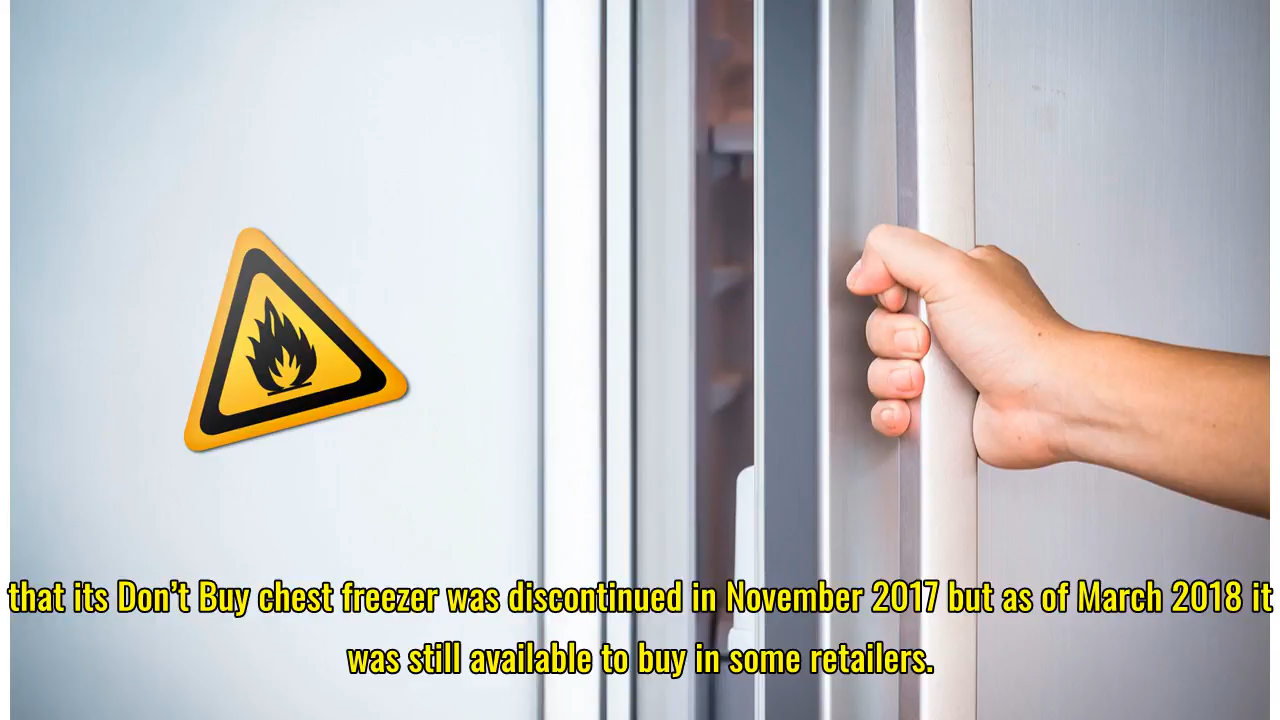 that its Don’t Buy chest freezer was discontinued in November 2017 but as of March 2018 it
was still available to buy in some retailers.